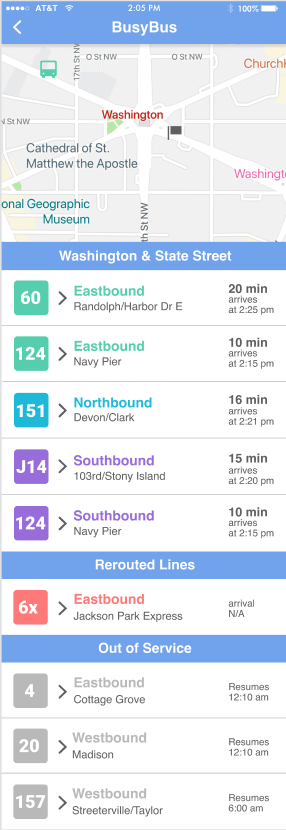 AT&T 2:05 PM 100%
BusyBus
17th St NW
O St NW
O St NW
Church
Washington
N St NW
Cathedral of St.
Matthew the Apostle
Washingt
onal Geographic
Museum
th St NW
Washington & State Street
60 Eastbound 20 min
Randolph/Harbor Dr E arrives
at 2:25 pm
124 Eastbound 10 min
Navy Pier arrives
at 2:15 pm
151 Northbound 16 min
Devon/Clark arrives
at 2:21 pm
J14 Southbound 15 min
103rd/Stony Island arrives
at 2:20 pm
124 Southbound 10 min
Navy Pier arrives
at 2:15 pm
Rerouted Lines
6x Eastbound arrival
Jackson Park Express N/A
Out of Service
4 Eastbound Resumes
Cottage Grove 12:10 am
20 Westbound Resumes
Madison 12:10 am
157 Westbound Resumes
Streeterville/Taylor 6:00 am